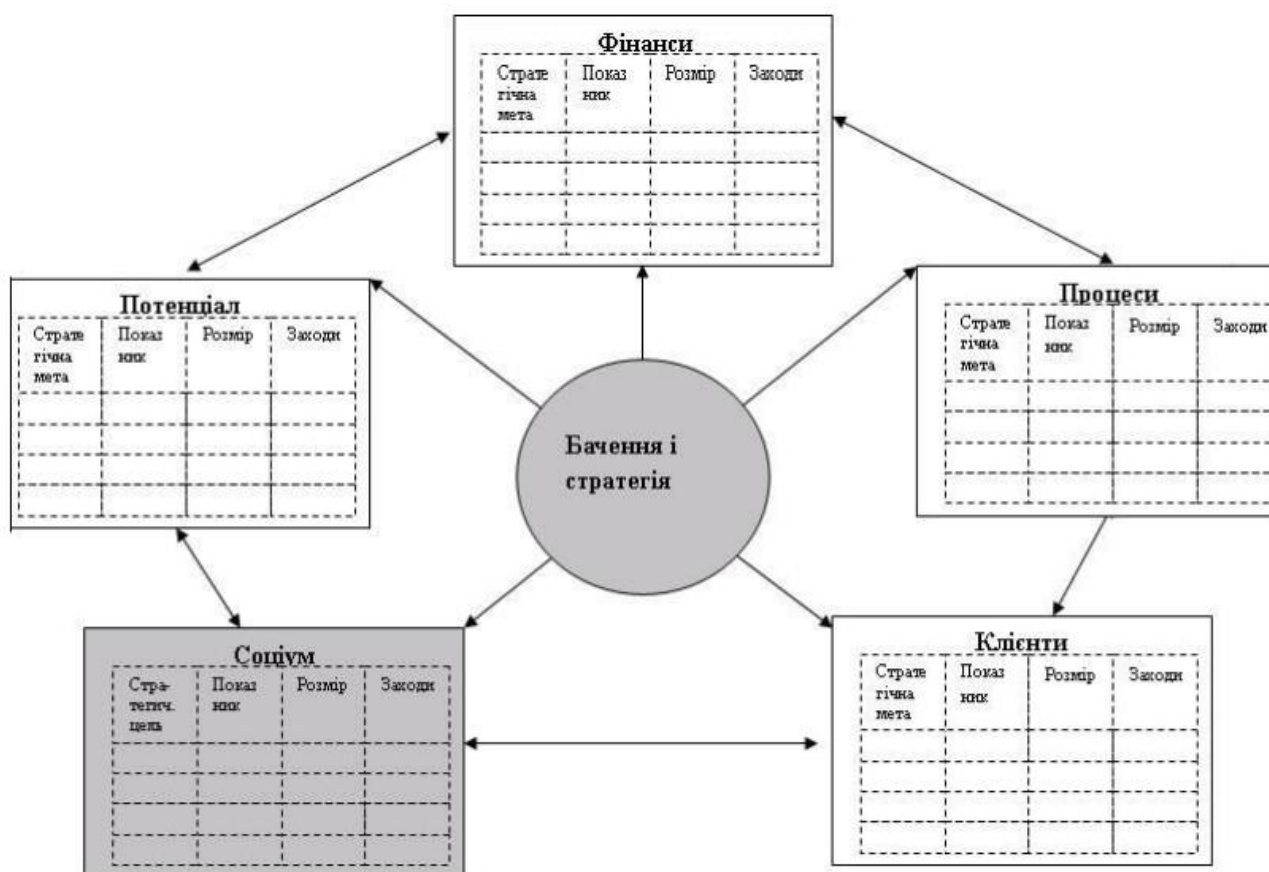 Фінанси
Страте Показ Розмір Заходи
гічна ник
мета
Потенціал
Страте Показ Розмір Заходи
гічна ник
мета
Процеси
Страте Показ Розмір Заходи
гічна ник
мета
Бачення і
стратегія
Соціум
Стра- Показ Розмір Заходи
тегич. ник
цель
Клієнти
Страте Показ Розмір Заходи
гічна ник
мета